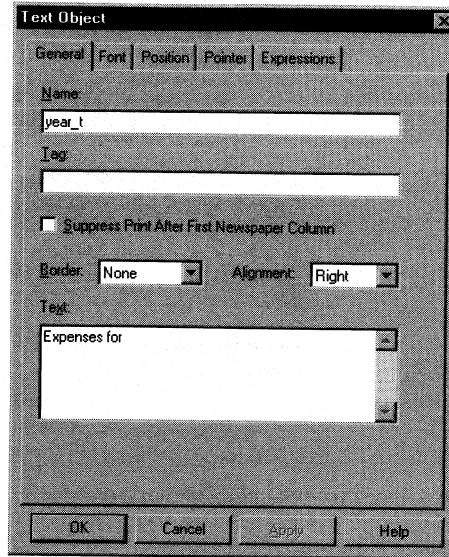 Text Object
General Font Position Pointer Expressions
Name:
year_t
Tag:
Suppress Print After First Newspaper Column
Border: None Alignment: Right
Text:
Expenses for
OK Cancel Apply Help